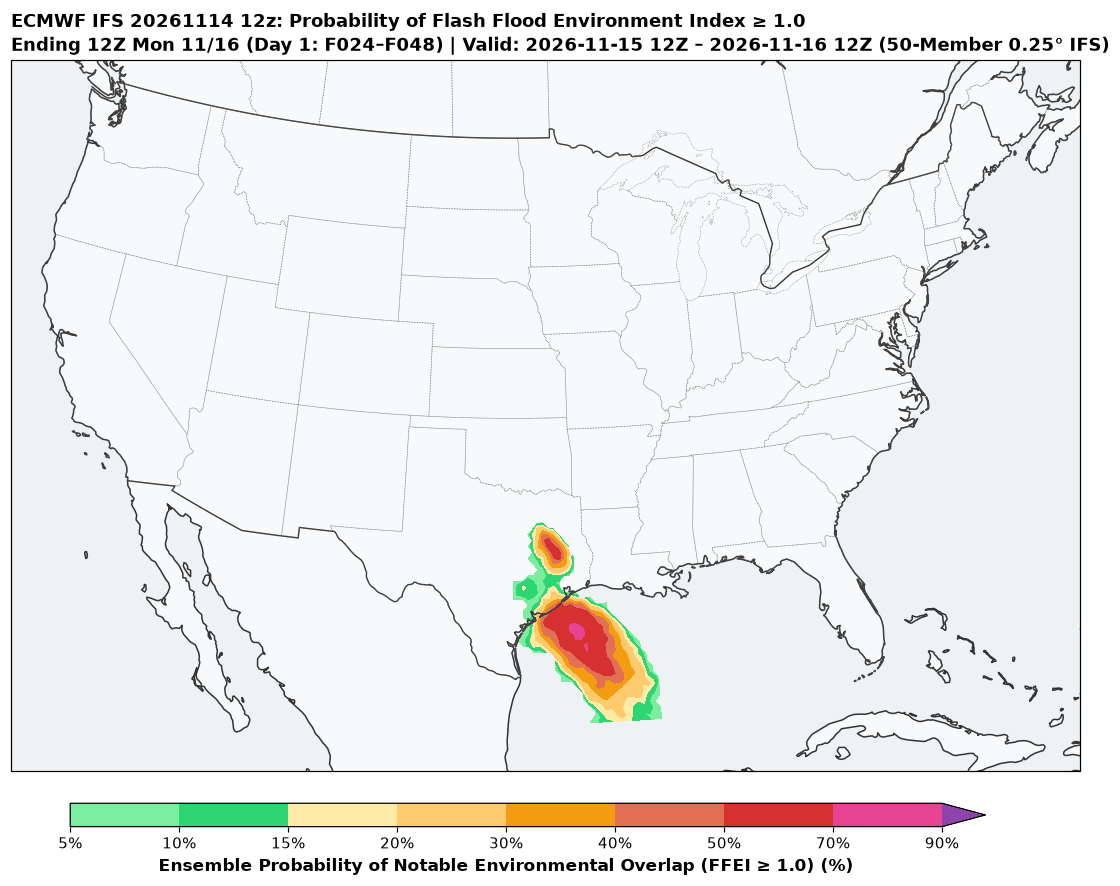 ECMWF IFS 20261114 12z: Probability of Flash Flood Environment Index ≥ 1.0
Ending 12Z Mon 11/16 (Day 1: F024–F048) | Valid: 2026-11-15 12Z – 2026-11-16 12Z (50-Member 0.25° IFS)
5% 10% 15% 20% 30% 40% 50% 70% 90%
Ensemble Probability of Notable Environmental Overlap (FFEI ≥ 1.0) (%)